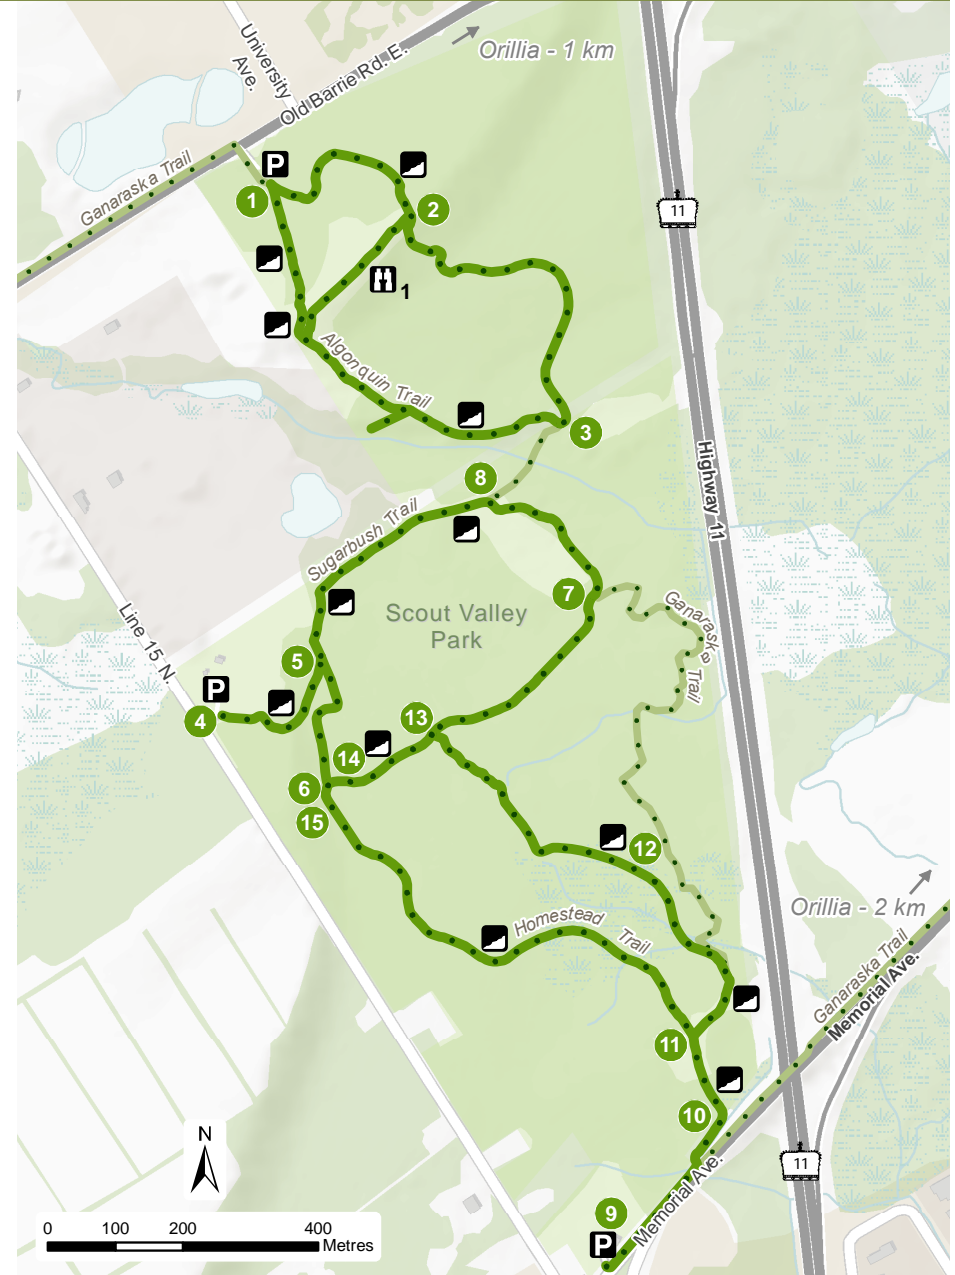 University
Ave.
Old Barrie Rd. E.
Orillia - 1 km
Ganaraska Trail
P
1
2
11
1
Algonquin Trail
3
Highway 11
8
Sugarbush Trail
7
Scout Valley
Park
Ganaraska
Trail
Line 15 N.
5
P
4
13
14
6
15
12
Orillia - 2 km
Homestead
Trail
Ganaraska Trail
Memorial Ave.
11
10
11
N
9
P
Memorial Ave.
0 100 200 400
Metres